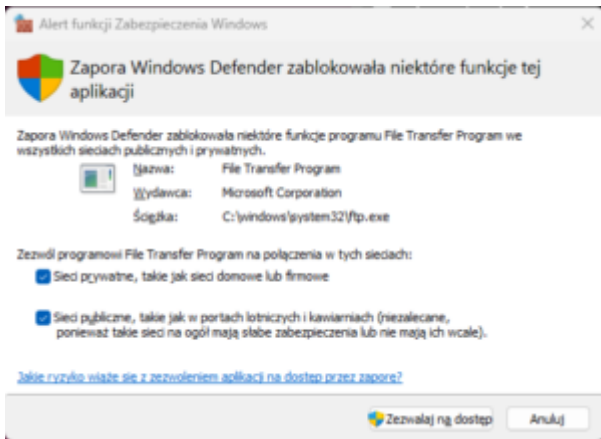 Alert funkcji Zabezpieczenia Windows
Zapora Windows Defender zablokowała niektóre funkcje tej
aplikacji
Zapora Windows Defender zablokowała niektóre funkcje programu File Transfer Program we
wszystkich sieciach publicznych i prywatnych.
Nazwa: File Transfer Program
Wydawca: Microsoft Corporation
Ścieżka: C:\windows\system32\ftp.exe
Zezwól programowi File Transfer Program na połączenia w tych sieciach:
Sieci prywatne, takie jak sieci domowe lub firmowe
Sieci publiczne, takie jak w portach lotniczych i kawiarniach (niezalecane,
ponieważ takie sieci na ogół mają słabe zabezpieczenia lub nie mają ich wcale).
Jakie ryzyko wiąże się z zezwoleniem aplikacji na dostęp przez zaporę?
Zezwalaj na dostęp Anuluj